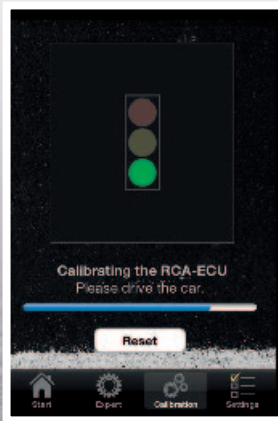 Calibrating the RCA-ECU
Please drive the car.
Reset
Start
Expert
Calibration
Settings